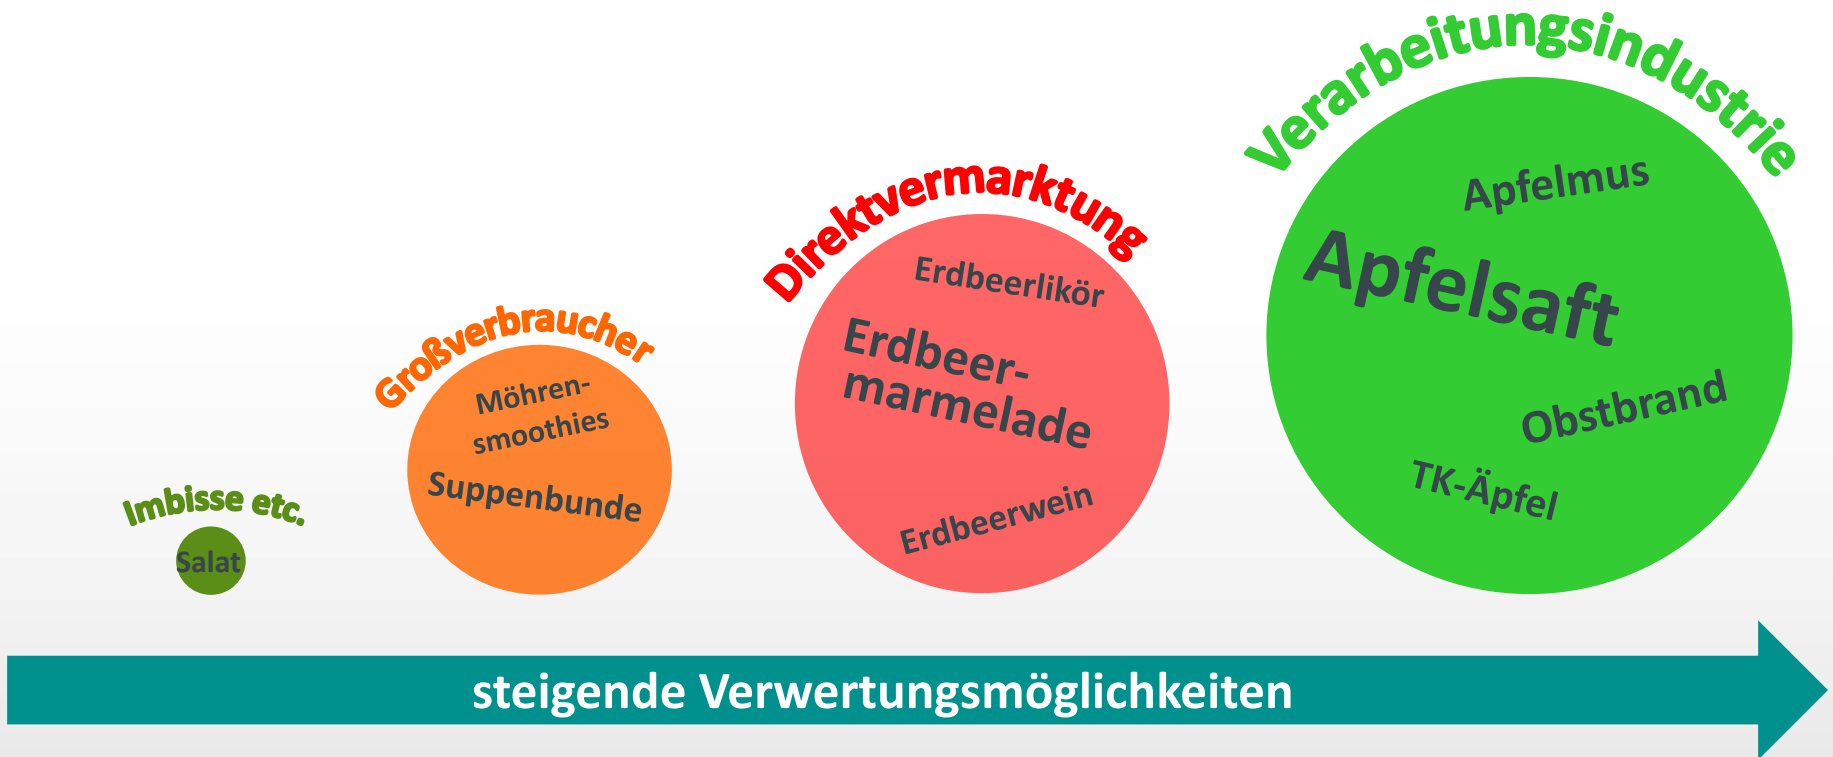 Imbisse etc.
Salat
Großverbraucher
Möhren-
smoothies
Suppenbunde
Direktvermarktung
Erdbeerlikör
Erdbeer-
marmelade
Erdbeerwein
Verarbeitungsindustrie
Apfelmus
Apfelsaft
Obstbrand
TK-Äpfel
steigende Verwertungsmöglichkeiten